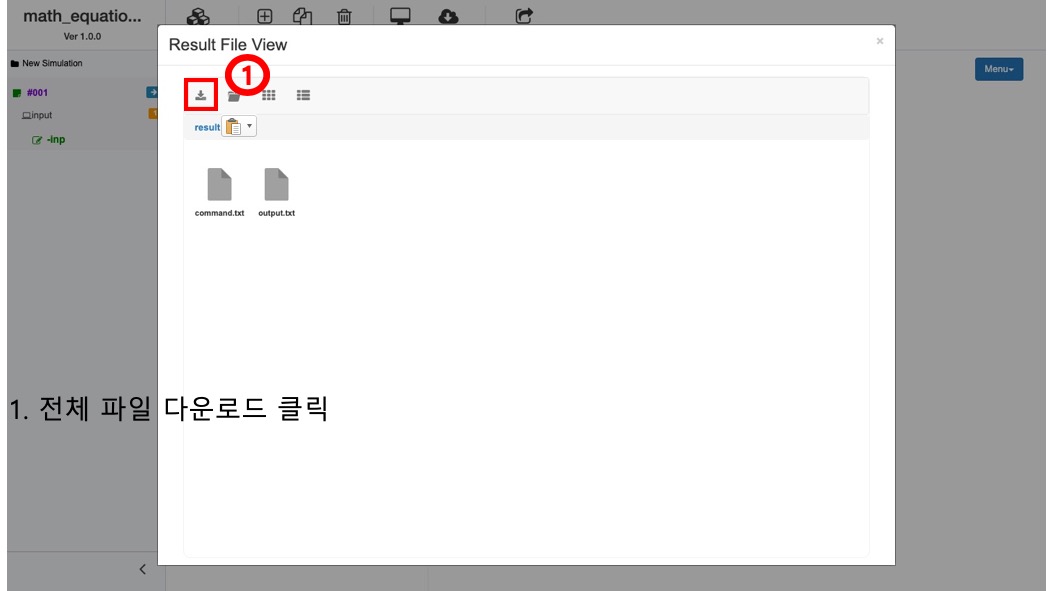 math_equatio...
Ver 1.0.0
New Simulation
#001
input
1
-inp
Result File View
×
1
result
command.txt output.txt
Menu
1. 전체 파일 다운로드 클릭